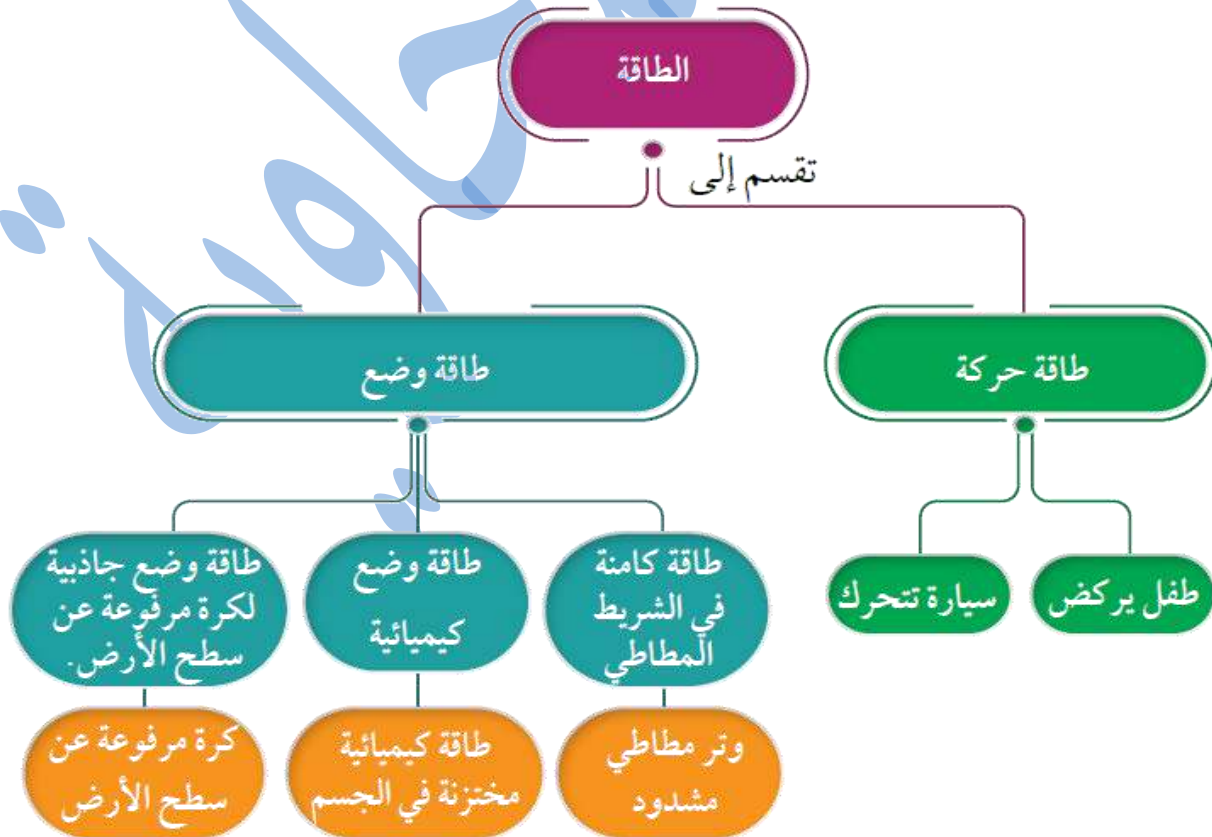 الطاقة
تقسم إلى
طاقة حركة
طاقة وضع
طفل يركض
سيارة تتحرك
طاقة كامنة
في الشريط
المطاطي
طاقة وضع
كيميائية
طاقة وضع جاذبية
لكرة مرفوعة عن
سطح الأرض.
وتر مطاطي
مشدود
طاقة كيميائية
مختزنة في الجسم
كرة مرفوعة عن
سطح الأرض